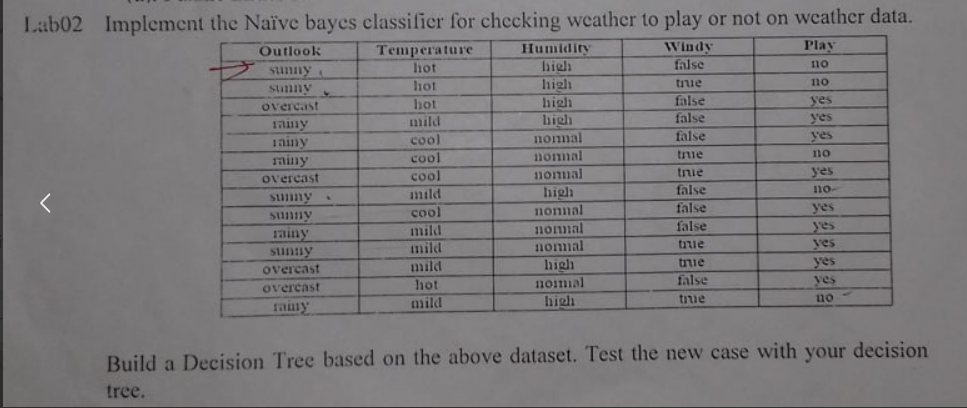 Lab02 Implement the Naïve bayes classifier for checking weather to play or not on weather data.
Outlook Temperature Humidity Windy Play
sunny hot high false no
sunny hot high true no
overcast hot high false yes
rainy mild high false yes
rainy cool normal false yes
rainy cool normal true no
overcast cool normal true yes
sunny mild high false no
sunny cool normal false yes
rainy mild normal false yes
sunny mild normal true yes
overcast mild high true yes
overcast hot normal false yes
rainy mild high true no
Build a Decision Tree based on the above dataset. Test the new case with your decision
tree.